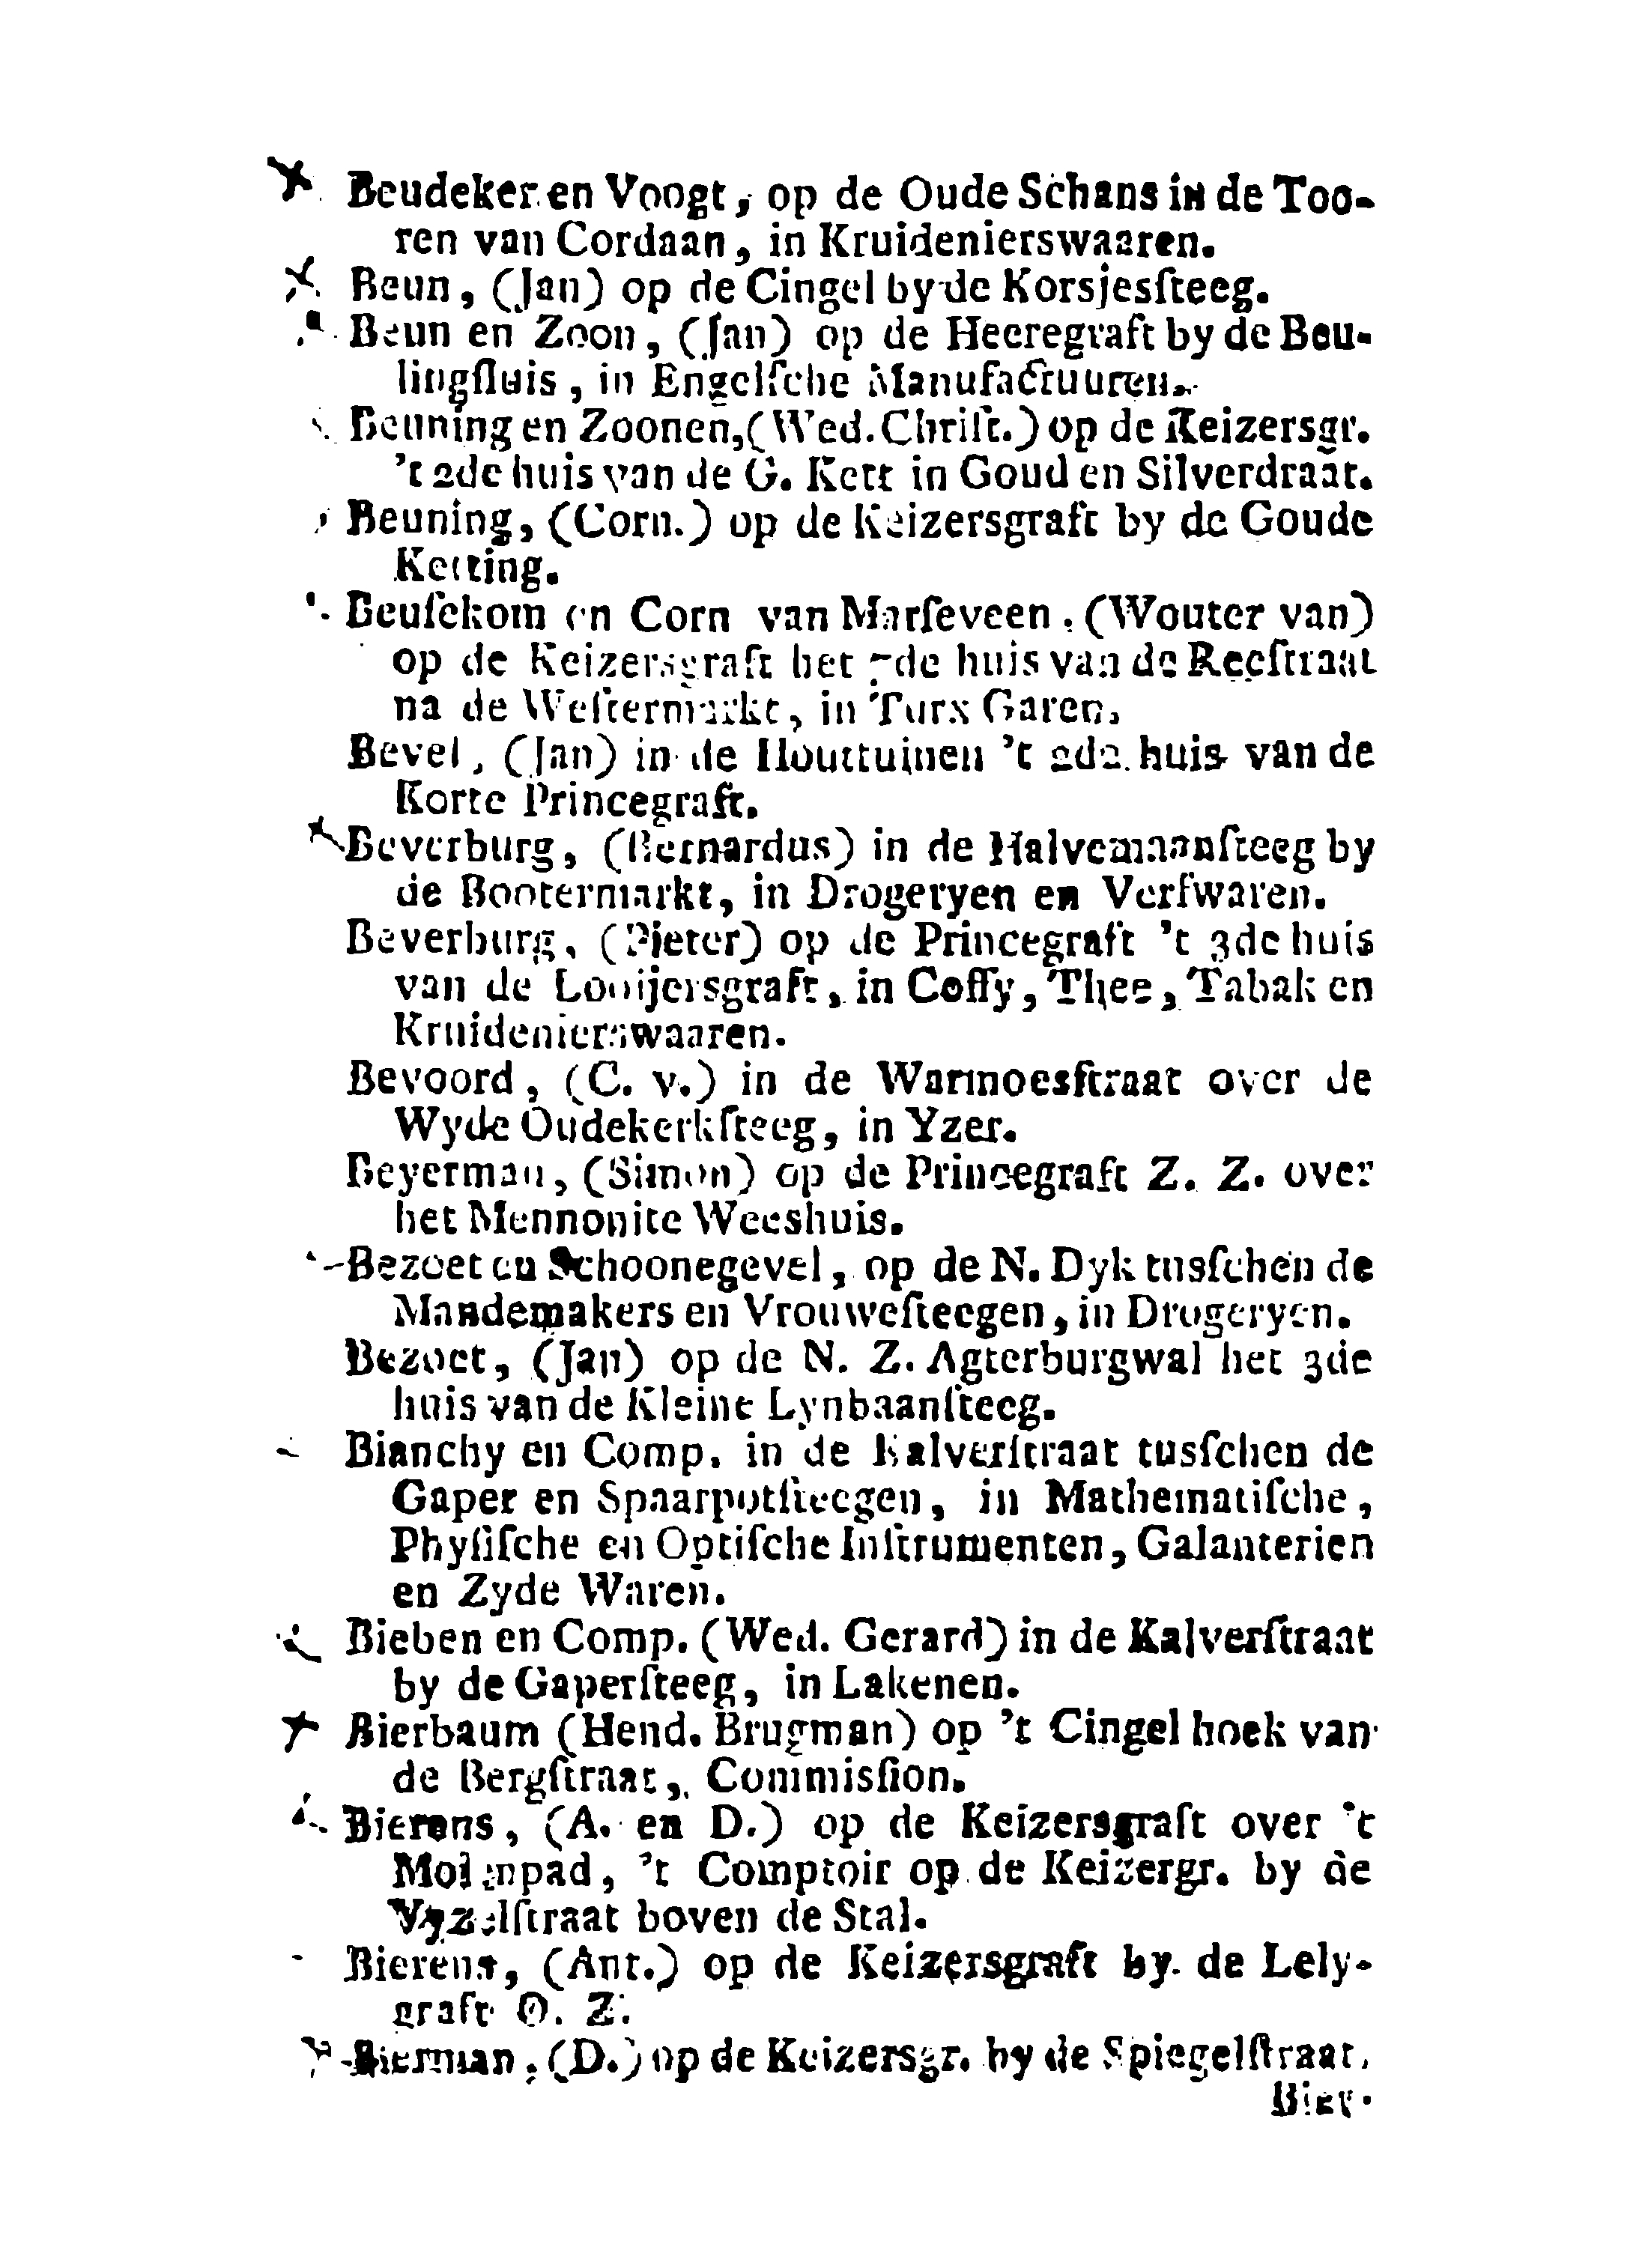 Beudeker en Voogt, op de Oude Schans in de Too-
ren van Cordaan, in Kruidenierswaaren.
Beun, (Jan) op de Cingel by de Korsjesſteeg.
Beun en Zoon, (Jan) op de Heeregraft by de Beu-
lingſluis, in Engelſche Manufactuuren.
Beuning en Zoonen, (Wed. Chriſt.) op de Keizersgr.
't 2de huis van de G. Kett in Goud en Silverdraat.
Beuning, (Corn.) op de Keizersgraft by de Goude
Ketting.
Beuſekom en Corn van Marſeveen, (Wouter van)
op de Keizersgraft het de huis van de Reeſtraat
na de Weſtermarkt, in Turx Garen.
Bevel, (Jan) in de Houttuinen 't 2de huis van de
Korte Princegraft.
Beverburg, (Bernardus) in de Halvemaanſteeg by
de Bootermarkt, in Drogeryen en Verfwaren.
Beverburg, (Pieter) op de Princegraft 't 3de huis
van de Looijersgraft, in Coffy, Thee, Tabak en
Kruidenierswaaren.
Bevoord, (C. v.) in de Warmoesſtraat over de
Wyde Oudekerkſteeg, in Yzer.
Beyerman, (Simon) op de Princegraft Z. Z. over
het Mennonite Weeshuis.
Bezoet en Schoonegevel, op de N. Dyk tusſchen de
Mandemakers en Vrouweſteegen, in Drogeryen.
Bezoet, (Jan) op de N. Z. Agterburgwal het 3de
huis van de Kleine Lynbaanſteeg.
Bianchy en Comp. in de Kalverſtraat tusſchen de
Gaper en Spaarpotſteegen, in Mathematiſche,
Phyſiſche en Optiſche Inſtrumenten, Galanterien
en Zyde Waren.
Bieben en Comp. (Wed. Gerard) in de Kalverſtraat
by de Gaperſteeg, in Lakenen.
Bierbaum (Hend. Brugman) op 't Cingel hoek van
de Bergſtraat, Commisſion.
Bierens, (A. en D.) op de Keizersgraft over 't
Molenpad, 't Comptoir op de Keizergr. by de
Vyzelſtraat boven de Stal.
Bierens, (Ant.) op de Keizersgraft by de Lely-
graft O. Z.
Bierman, (D.) op de Keizersgr. by de Spiegelſtraat.
Bier-